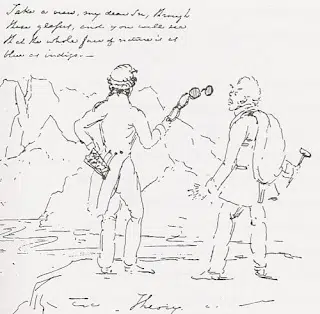 Take a view, my dear Sir, through
these glasses, and you will see
that the whole face of nature is as
blue as indigo.—
Theory